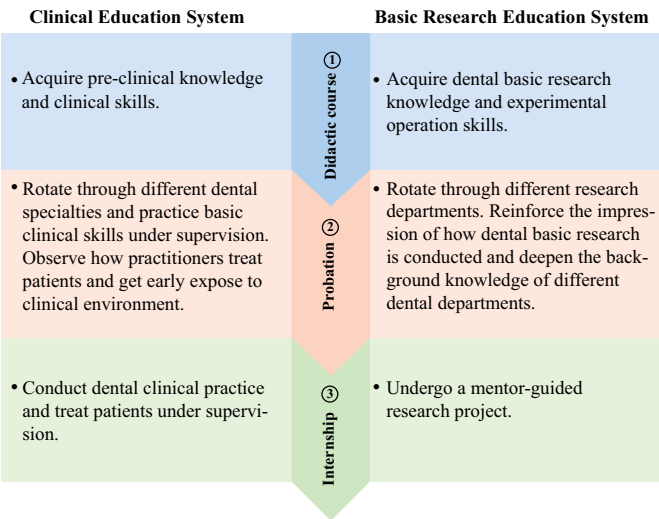 Clinical Education System
Basic Research Education System
① Didactic course
• Acquire pre-clinical knowledge
and clinical skills.
• Acquire dental basic research
knowledge and experimental
operation skills.
② Probation
• Rotate through different dental
specialties and practice basic
clinical skills under supervision.
Observe how practitioners treat
patients and get early expose to
clinical environment.
• Rotate through different research
departments. Reinforce the impres-
sion of how dental basic research
is conducted and deepen the back-
ground knowledge of different
dental departments.
③ Internship
• Conduct dental clinical practice
and treat patients under supervi-
sion.
• Undergo a mentor-guided
research project.